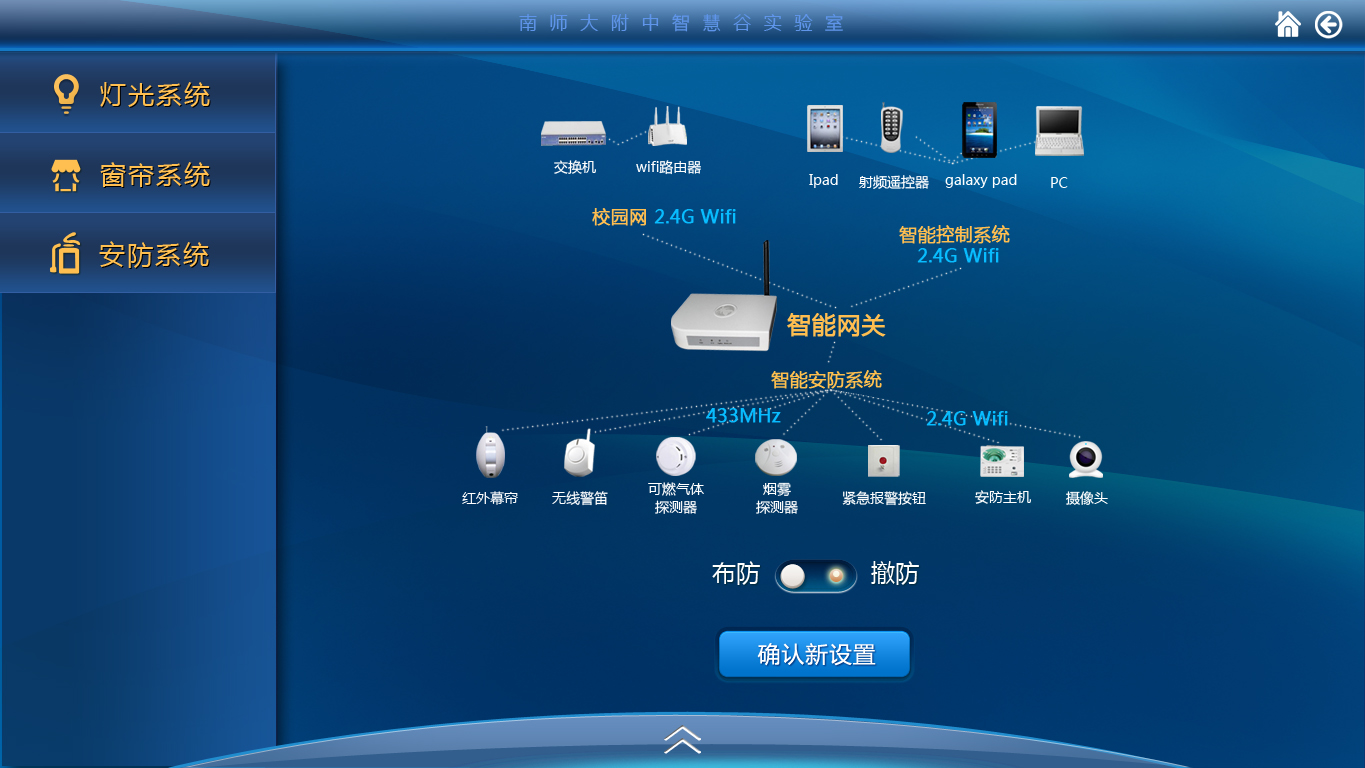 南师大附中智慧谷实验室
灯光系统
窗帘系统
安防系统
交换机
wifi路由器
Ipad
射频遥控器
galaxy pad
PC
校园网 2.4G Wifi
智能控制系统
2.4G Wifi
智能网关
智能安防系统
433MHz
2.4G Wifi
红外幕帘
无线警笛
可燃气体
探测器
烟雾
探测器
紧急报警按钮
安防主机
摄像头
布防
撤防
确认新设置